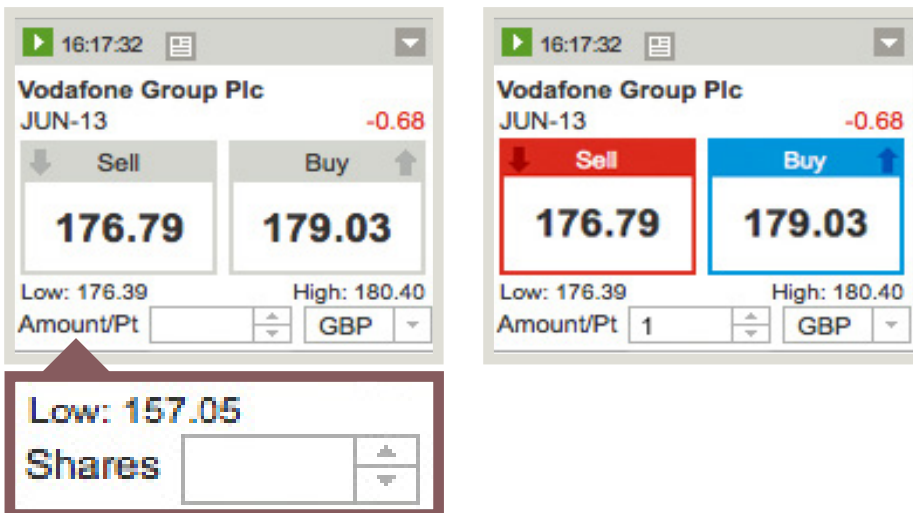 16:17:32
Vodafone Group Plc
JUN-13 -0.68
Sell Buy
176.79 179.03
Low: 176.39 High: 180.40
Amount/Pt GBP
Low: 157.05
Shares
16:17:32
Vodafone Group Plc
JUN-13 -0.68
Sell Buy
176.79 179.03
Low: 176.39 High: 180.40
Amount/Pt 1 GBP